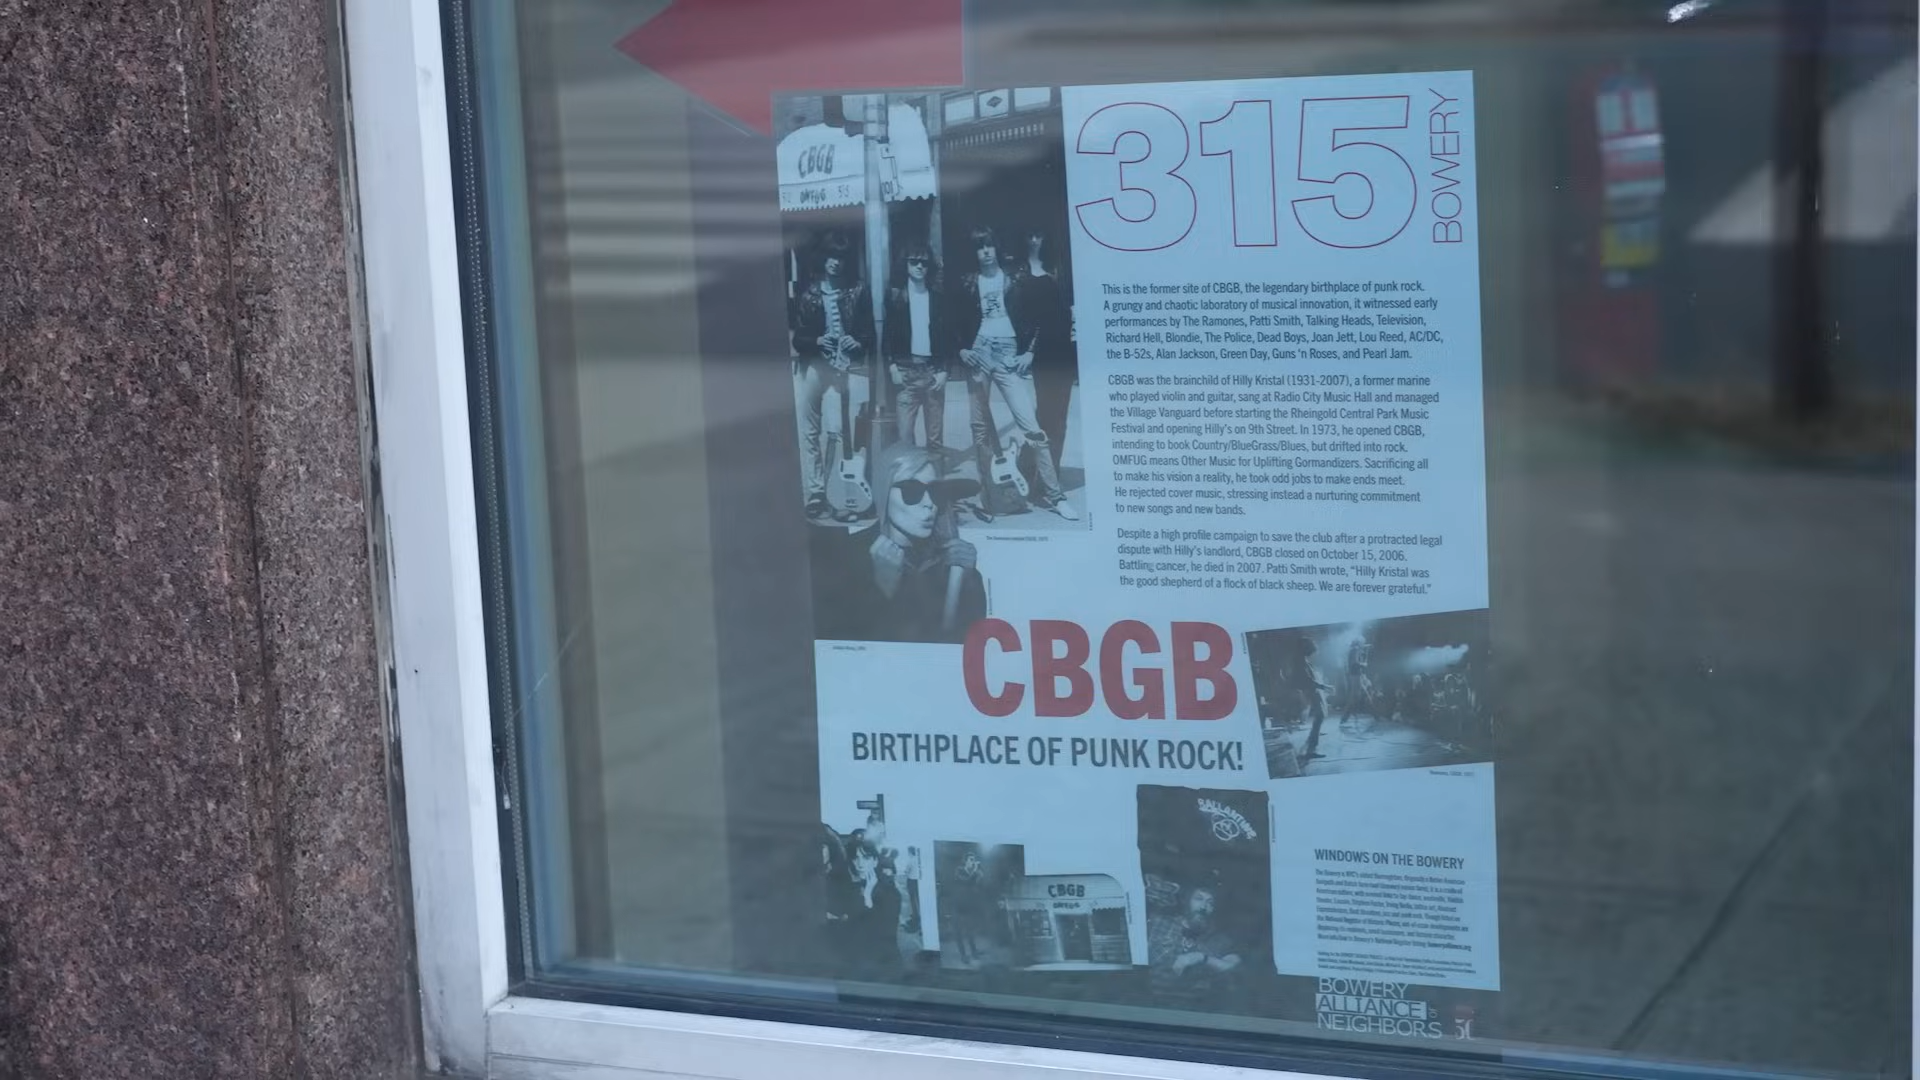 CBGB
OMFUG
315
BOWERY
This is the former site of CBGB, the legendary birthplace of punk rock.
A grungy and chaotic laboratory of musical innovation, it witnessed early
performances by The Ramones, Patti Smith, Talking Heads, Television,
Richard Hell, Blondie, The Police, Dead Boys, Joan Jett, Lou Reed, AC/DC,
the B-52s, Alan Jackson, Green Day, Guns 'n Roses, and Pearl Jam.
CBGB was the brainchild of Hilly Kristal (1931-2007), a former marine
who played violin and guitar, sang at Radio City Music Hall and managed
the Village Vanguard before starting the Rheingold Central Park Music
Festival and opening Hilly's on 9th Street. In 1973, he opened CBGB,
intending to book Country/BlueGrass/Blues, but drifted into rock.
OMFUG means Other Music for Uplifting Gormandizers. Sacrificing all
to make his vision a reality, he took odd jobs to make ends meet.
He rejected cover music, stressing instead a nurturing commitment
to new songs and new bands.
Despite a high profile campaign to save the club after a protracted legal
dispute with Hilly's landlord, CBGB closed on October 15, 2006.
Battling cancer, he died in 2007. Patti Smith wrote, "Hilly Kristal was
the good shepherd of a flock of black sheep. We are forever grateful."
CBGB
BIRTHPLACE OF PUNK ROCK!
BALLANTINE
CBGB
OMFUG
WINDOWS ON THE BOWERY
BOWERY
ALLIANCE OF
NEIGHBORS